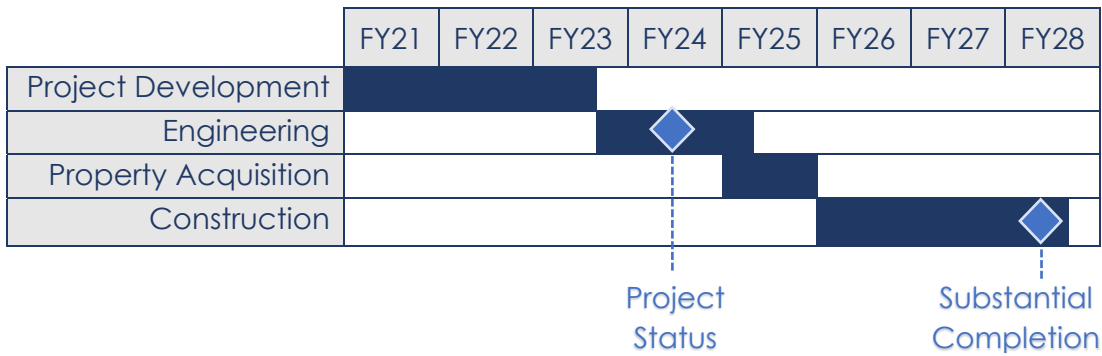 FY21 FY22 FY23 FY24 FY25 FY26 FY27 FY28
Project Development
Engineering
Property Acquisition
Construction
Project
Status
Substantial
Completion